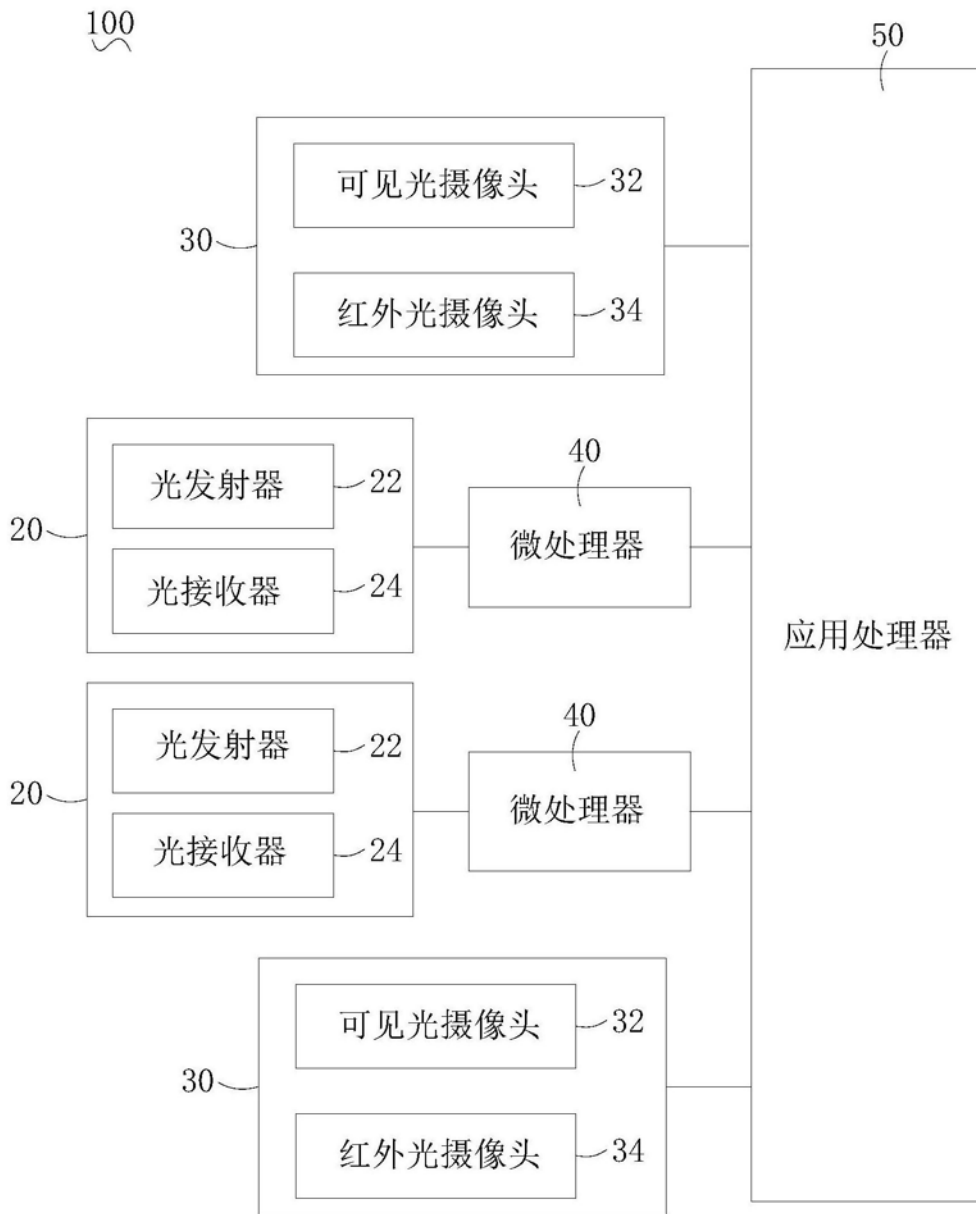 100
50
可见光摄像头
32
30
红外光摄像头
34
光发射器
22
20
光接收器
24
40
微处理器
应用处理器
光发射器
22
20
光接收器
24
40
微处理器
可见光摄像头
32
30
红外光摄像头
34